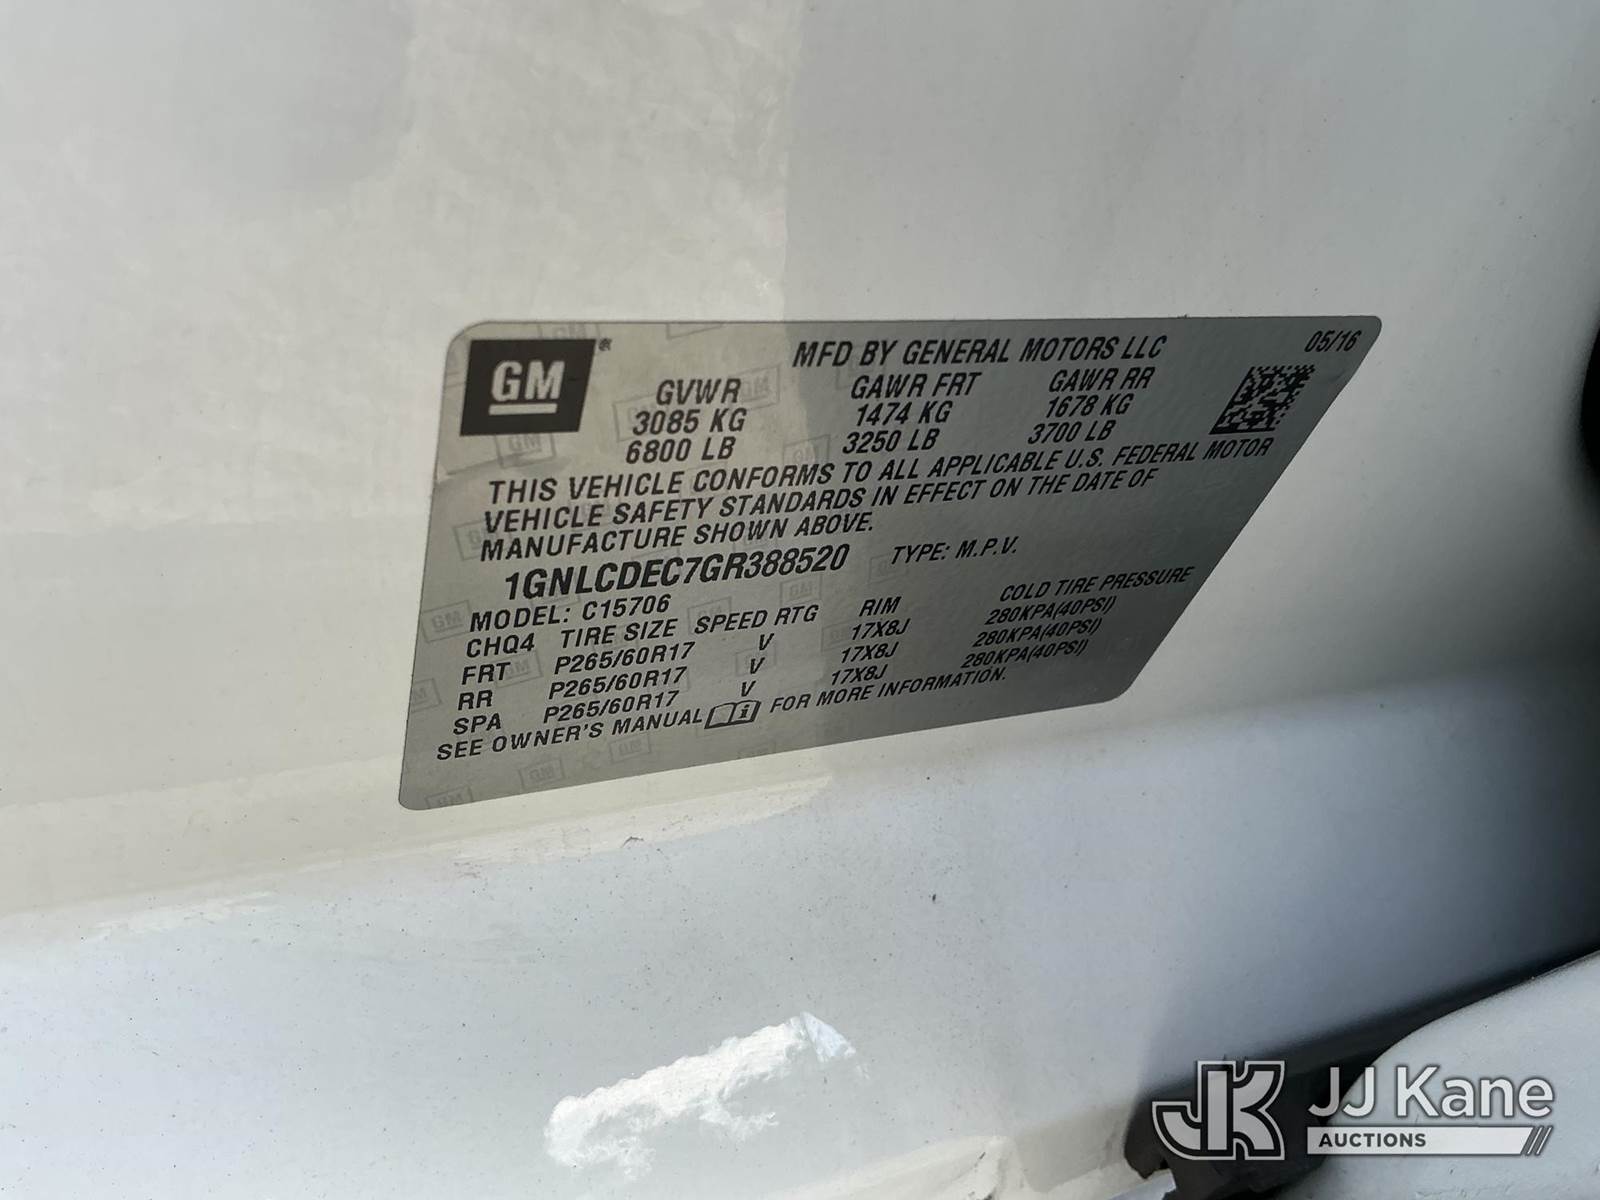 GM®
MFD BY GENERAL MOTORS LLC
05/16
GVWR GAWR FRT GAWR RR
3085 KG 1474 KG 1678 KG
6800 LB 3250 LB 3700 LB
THIS VEHICLE CONFORMS TO ALL APPLICABLE U.S. FEDERAL MOTOR
VEHICLE SAFETY STANDARDS IN EFFECT ON THE DATE OF
MANUFACTURE SHOWN ABOVE.
1GNLCDEC7GR388520 TYPE: M.P.V.
MODEL: C15706
CHQ4 TIRE SIZE SPEED RTG RIM COLD TIRE PRESSURE
FRT P265/60R17 V 17X8J 280KPA(40PSI)
RR P265/60R17 V 17X8J 280KPA(40PSI)
SPA P265/60R17 V 17X8J 280KPA(40PSI)
SEE OWNER'S MANUAL FOR MORE INFORMATION.
JK JJ Kane
AUCTIONS